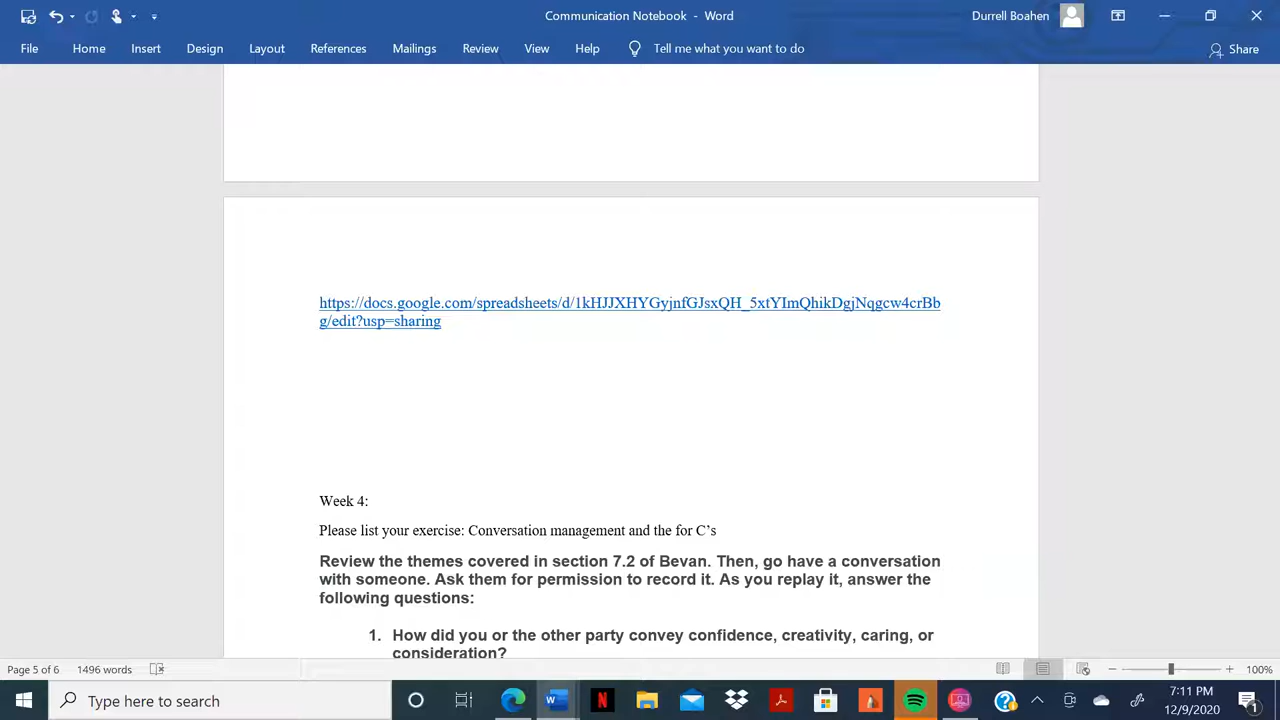 Communication Notebook - Word
Durrell Boahen
File Home Insert Design Layout References Mailings Review View Help Tell me what you want to do Share
https://docs.google.com/spreadsheets/d/1kHJJXHYGyjnfGJsxQH_5xtYImQhikDgjNqgcw4crBb
g/edit?usp=sharing
Week 4:
Please list your exercise: Conversation management and the for C's
Review the themes covered in section 7.2 of Bevan. Then, go have a conversation
with someone. Ask them for permission to record it. As you replay it, answer the
following questions:
1. How did you or the other party convey confidence, creativity, caring, or
consideration?
Page 5 of 6 1496 words 100%
Type here to search
7:11 PM
12/9/2020
1